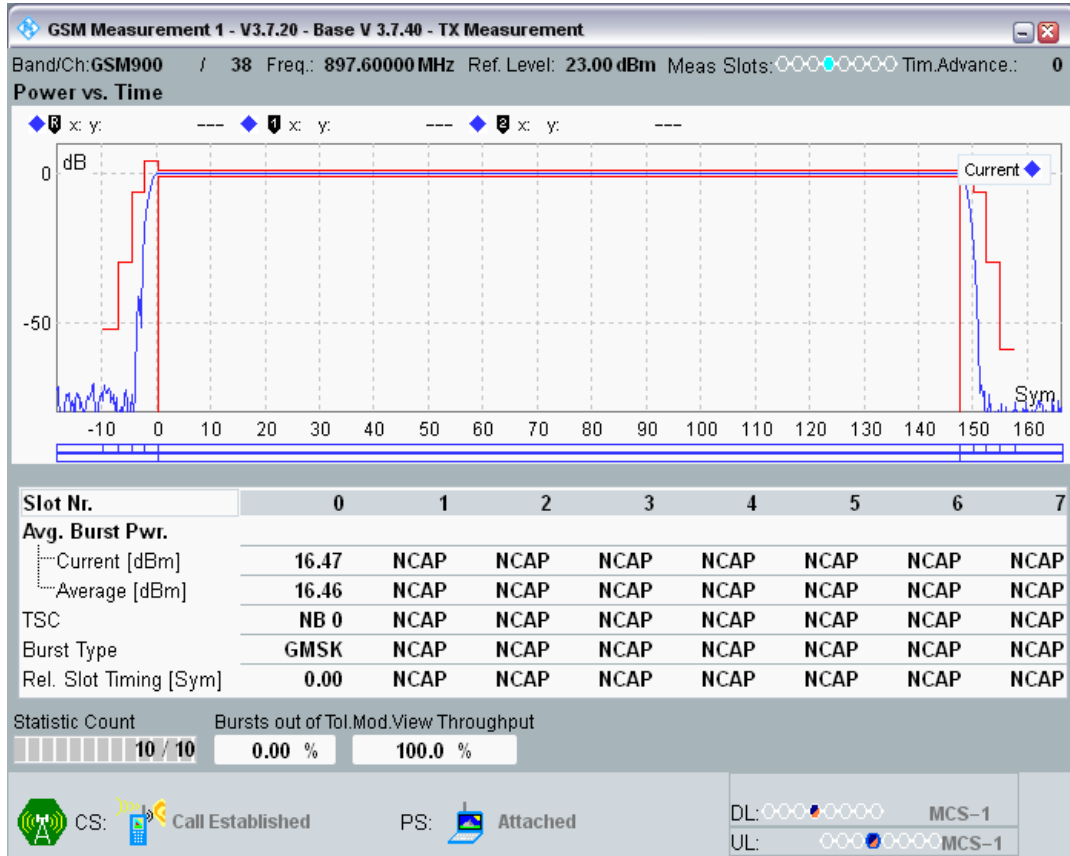 GSM Measurement 1 - V3.7.20 - Base V 3.7.40 - TX Measurement
Band/Ch:GSM900 / 38 Freq.: 897.60000 MHz Ref. Level: 23.00 dBm Meas Slots: Tim.Advance.: 0
Power vs. Time
R x: y: --- 1 x: y: --- 2 x: y: ---
dB
0
Current
-50
Sym
-10 0 10 20 30 40 50 60 70 80 90 100 110 120 130 140 150 160
Slot Nr. 0 1 2 3 4 5 6 7
Avg. Burst Pwr.
Current [dBm] 16.47 NCAP NCAP NCAP NCAP NCAP NCAP NCAP
Average [dBm] 16.46 NCAP NCAP NCAP NCAP NCAP NCAP NCAP
TSC NB 0 NCAP NCAP NCAP NCAP NCAP NCAP NCAP
Burst Type GMSK NCAP NCAP NCAP NCAP NCAP NCAP NCAP
Rel. Slot Timing [Sym] 0.00 NCAP NCAP NCAP NCAP NCAP NCAP NCAP
Statistic Count Bursts out of Tol. Mod.View Throughput
10 / 10 0.00 % 100.0 %
CS: Call Established PS: Attached
DL: MCS-1
UL: MCS-1